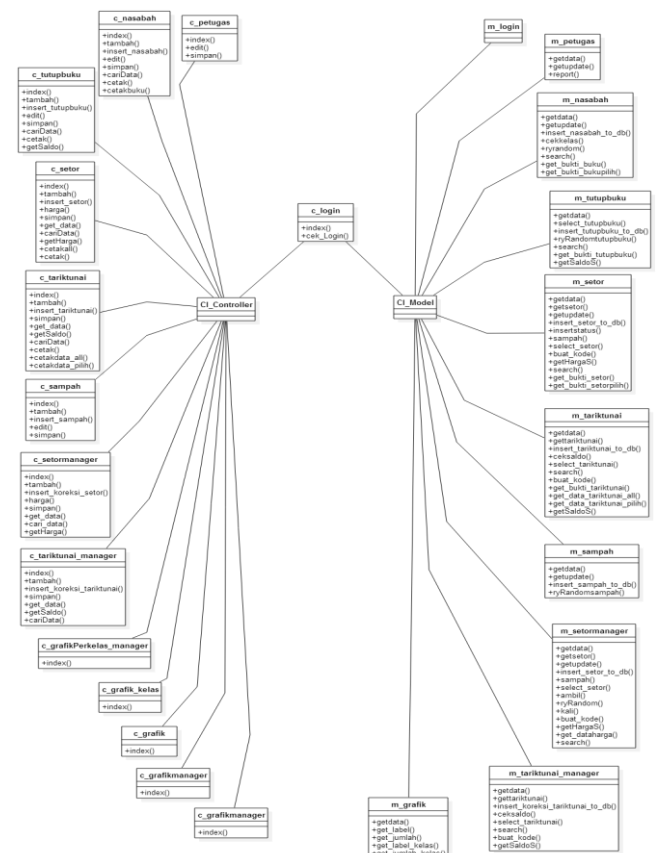 c_nasabah
+index()
+tambah()
+insert_nasabah()
+edit()
+simpan()
+cariData()
+cetak()
+cetakbuku()
c_petugas
+index()
+edit()
+simpan()
c_tutupbuku
+index()
+tambah()
+insert_tutupbuku()
+edit()
+simpan()
+cariData()
+cetak()
+getSaldo()
c_setor
+index()
+tambah()
+insert_setor()
+harga()
+simpan()
+get_data()
+cariData()
+getHarga()
+cetakall()
+cetak()
c_tariktunai
+index()
+tambah()
+insert_tariktunai()
+simpan()
+get_data()
+getSaldo()
+cariData()
+cetak()
+cetakdata_all()
+cetakdata_pilih()
c_sampah
+index()
+tambah()
+insert_sampah()
+edit()
+simpan()
c_setormanager
+index()
+tambah()
+insert_koreksi_setor()
+harga()
+simpan()
+get_data()
+cari_data()
+getHarga()
c_tariktunai_manager
+index()
+tambah()
+insert_koreksi_tariktunai()
+simpan()
+get_data()
+getSaldo()
+cariData()
c_grafikPerkelas_manager
+index()
c_grafik_kelas
+index()
c_grafik
+index()
c_grafikmanager
+index()
c_grafikmanager
+index()
CI_Controller
c_login
+index()
+cek_Login()
CI_Model
m_login
m_petugas
+getdata()
+getupdate()
+report()
m_nasabah
+getdata()
+getupdate()
+insert_nasabah_to_db()
+cekkelas()
+ryrandom()
+search()
+get_bukti_buku()
+get_bukti_bukupilih()
m_tutupbuku
+getdata()
+select_tutupbuku()
+insert_tutupbuku_to_db()
+ryRandomtutupbuku()
+search()
+get_bukti_tutupbuku()
+getSaldoS()
m_setor
+getdata()
+getsetor()
+getupdate()
+insert_setor_to_db()
+insertstatus()
+sampah()
+select_setor()
+buat_kode()
+getHargaS()
+search()
+get_bukti_setor()
+get_bukti_setorpilih()
m_tariktunai
+getdata()
+gettariktunai()
+insert_tariktunai_to_db()
+ceksaldo()
+select_tariktunai()
+search()
+buat_kode()
+get_bukti_tariktunai()
+get_data_tariktunai_all()
+get_data_tariktunai_pilih()
+getSaldoS()
m_sampah
+getdata()
+getupdate()
+insert_sampah_to_db()
+ryRandomsampah()
m_setormanager
+getdata()
+getsetor()
+getupdate()
+insert_setor_to_db()
+sampah()
+select_setor()
+ambil()
+ryRandom()
+kali()
+buat_kode()
+getHargaS()
+get_dataharga()
+search()
m_tariktunai_manager
+getdata()
+gettariktunai()
+insert_koreksi_tariktunai_to_db()
+ceksaldo()
+select_tariktunai()
+search()
+buat_kode()
+getSaldoS()
m_grafik
+getdata()
+get_label()
+get_jumlah()
+get_label_kelas()
+get_jumlah_kelas()